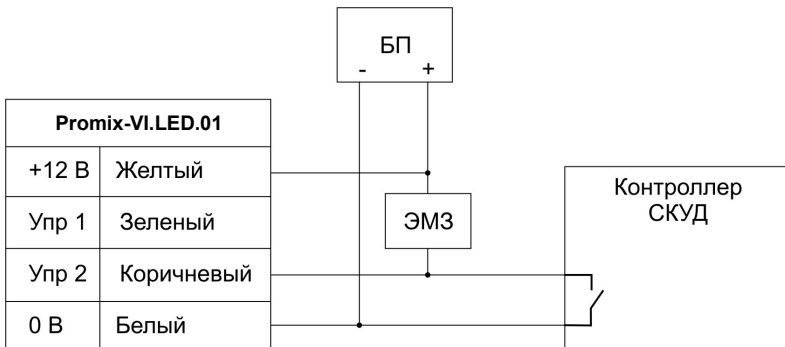 БП
- +
Promix-VI.LED.01
+12 В Желтый
Упр 1 Зеленый
Упр 2 Коричневый
0 В Белый
ЭМЗ
Контроллер
СКУД